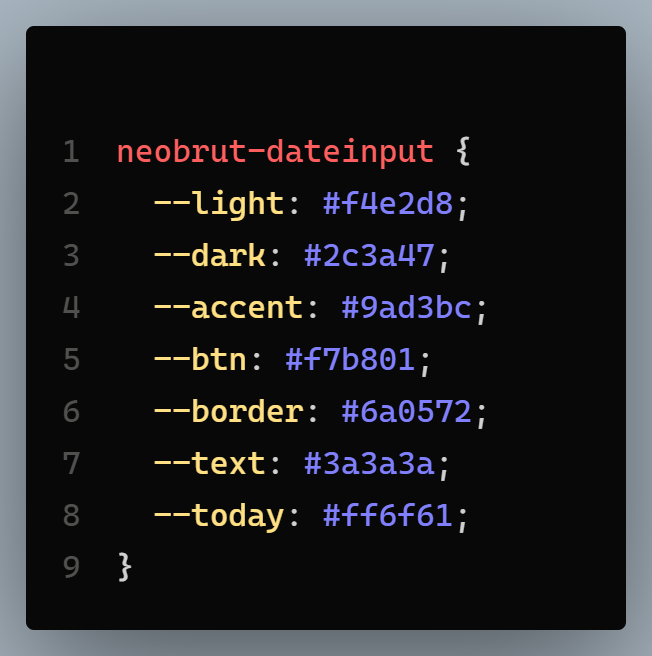 1 neobrut-dateinput {
2   --light: #f4e2d8;
3   --dark: #2c3a47;
4   --accent: #9ad3bc;
5   --btn: #f7b801;
6   --border: #6a0572;
7   --text: #3a3a3a;
8   --today: #ff6f61;
9 }